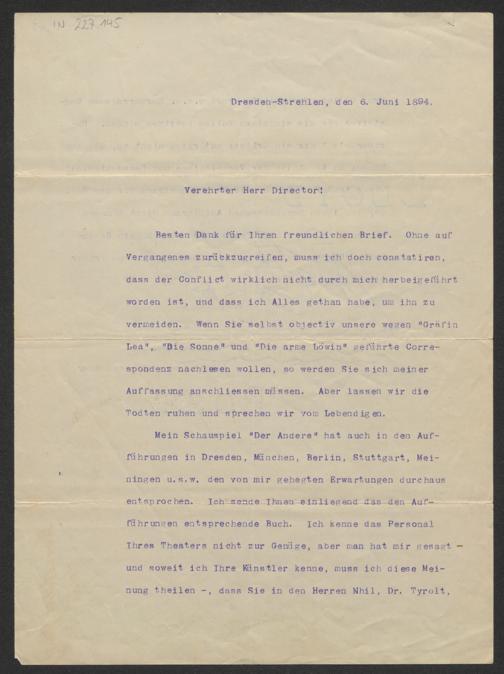 IN 227.145
Dresden-Strehlen, den 6. Juni 1894.
Verehrter Herr Director!
Besten Dank für Ihren freundlichen Brief. Ohne auf
Vergangenes zurückzugreifen, muss ich doch constatiren,
dass der Conflict wirklich nicht durch mich herbeigeführt
worden ist, und dass ich Alles gethan habe, um ihn zu
vermeiden. Wenn Sie selbst objectiv unsere wegen "Gräfin
Lea", "Die Sonne" und "Die arme Löwin" geführte Corre-
spondenz nachlesen wollen, so werden Sie sich meiner
Auffassung anschliessen müssen. Aber lassen wir die
Todten ruhen und sprechen wir vom Lebendigen.
Mein Schauspiel "Der Andere" hat auch in den Auf-
führungen in Dresden, München, Berlin, Stuttgart, Mei-
ningen u.s.w. den von mir gehegten Erwartungen durchaus
entsprochen. Ich sende Ihnen einliegend das den Auf-
führungen entsprechende Buch. Ich kenne das Personal
Ihres Theaters nicht zur Genüge, aber man hat mir gesagt –
und soweit ich Ihre Künstler kenne, muss ich diese Mei-
nung theilen –, dass Sie in den Herren Nhil, Dr. Tyrolt,